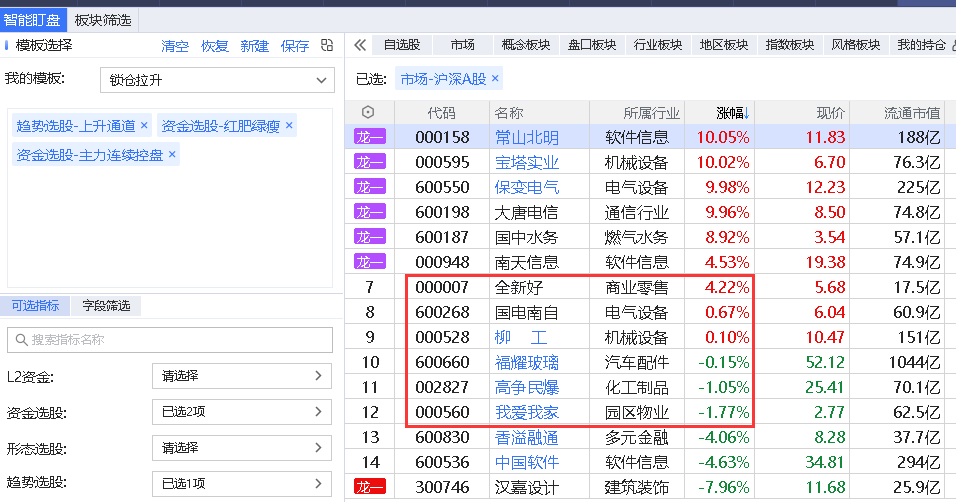 智能盯盘 板块筛选
模板选择 清空 恢复 新建 保存
我的模板: 锁仓拉升
趋势选股-上升通道 × 资金选股-红肥绿瘦 ×
资金选股-主力连续控盘 ×
可选指标 字段筛选
搜索指标名称
L2资金: 请选择
资金选股: 已选2项
形态选股: 请选择
趋势选股: 已选1项
自选股 市场 概念板块 盘口板块 行业板块 地区板块 指数板块 风格板块 我的持仓
已选: 市场-沪深A股 ×
代码 名称 所属行业 涨幅↓ 现价 流通市值
龙一 000158 常山北明 软件信息 10.05% 11.83 188亿
龙一 000595 宝塔实业 机械设备 10.02% 6.70 76.3亿
龙一 600550 保变电气 电气设备 9.98% 12.23 225亿
龙一 600198 大唐电信 通信行业 9.96% 8.50 74.8亿
龙一 600187 国中水务 燃气水务 8.92% 3.54 57.1亿
龙一 000948 南天信息 软件信息 4.53% 19.38 74.9亿
7 000007 全新好 商业零售 4.22% 5.68 17.5亿
8 600268 国电南自 电气设备 0.67% 6.04 60.9亿
9 000528 柳 工 机械设备 0.10% 10.47 151亿
10 600660 福耀玻璃 汽车配件 -0.15% 52.12 1044亿
11 002827 高争民爆 化工制品 -1.05% 25.41 70.1亿
12 000560 我爱我家 园区物业 -1.77% 2.77 62.5亿
13 600830 香溢融通 多元金融 -4.06% 8.28 37.7亿
14 600536 中国软件 软件信息 -4.63% 34.81 294亿
龙一 300746 汉嘉设计 建筑装饰 -7.96% 11.68 25.9亿